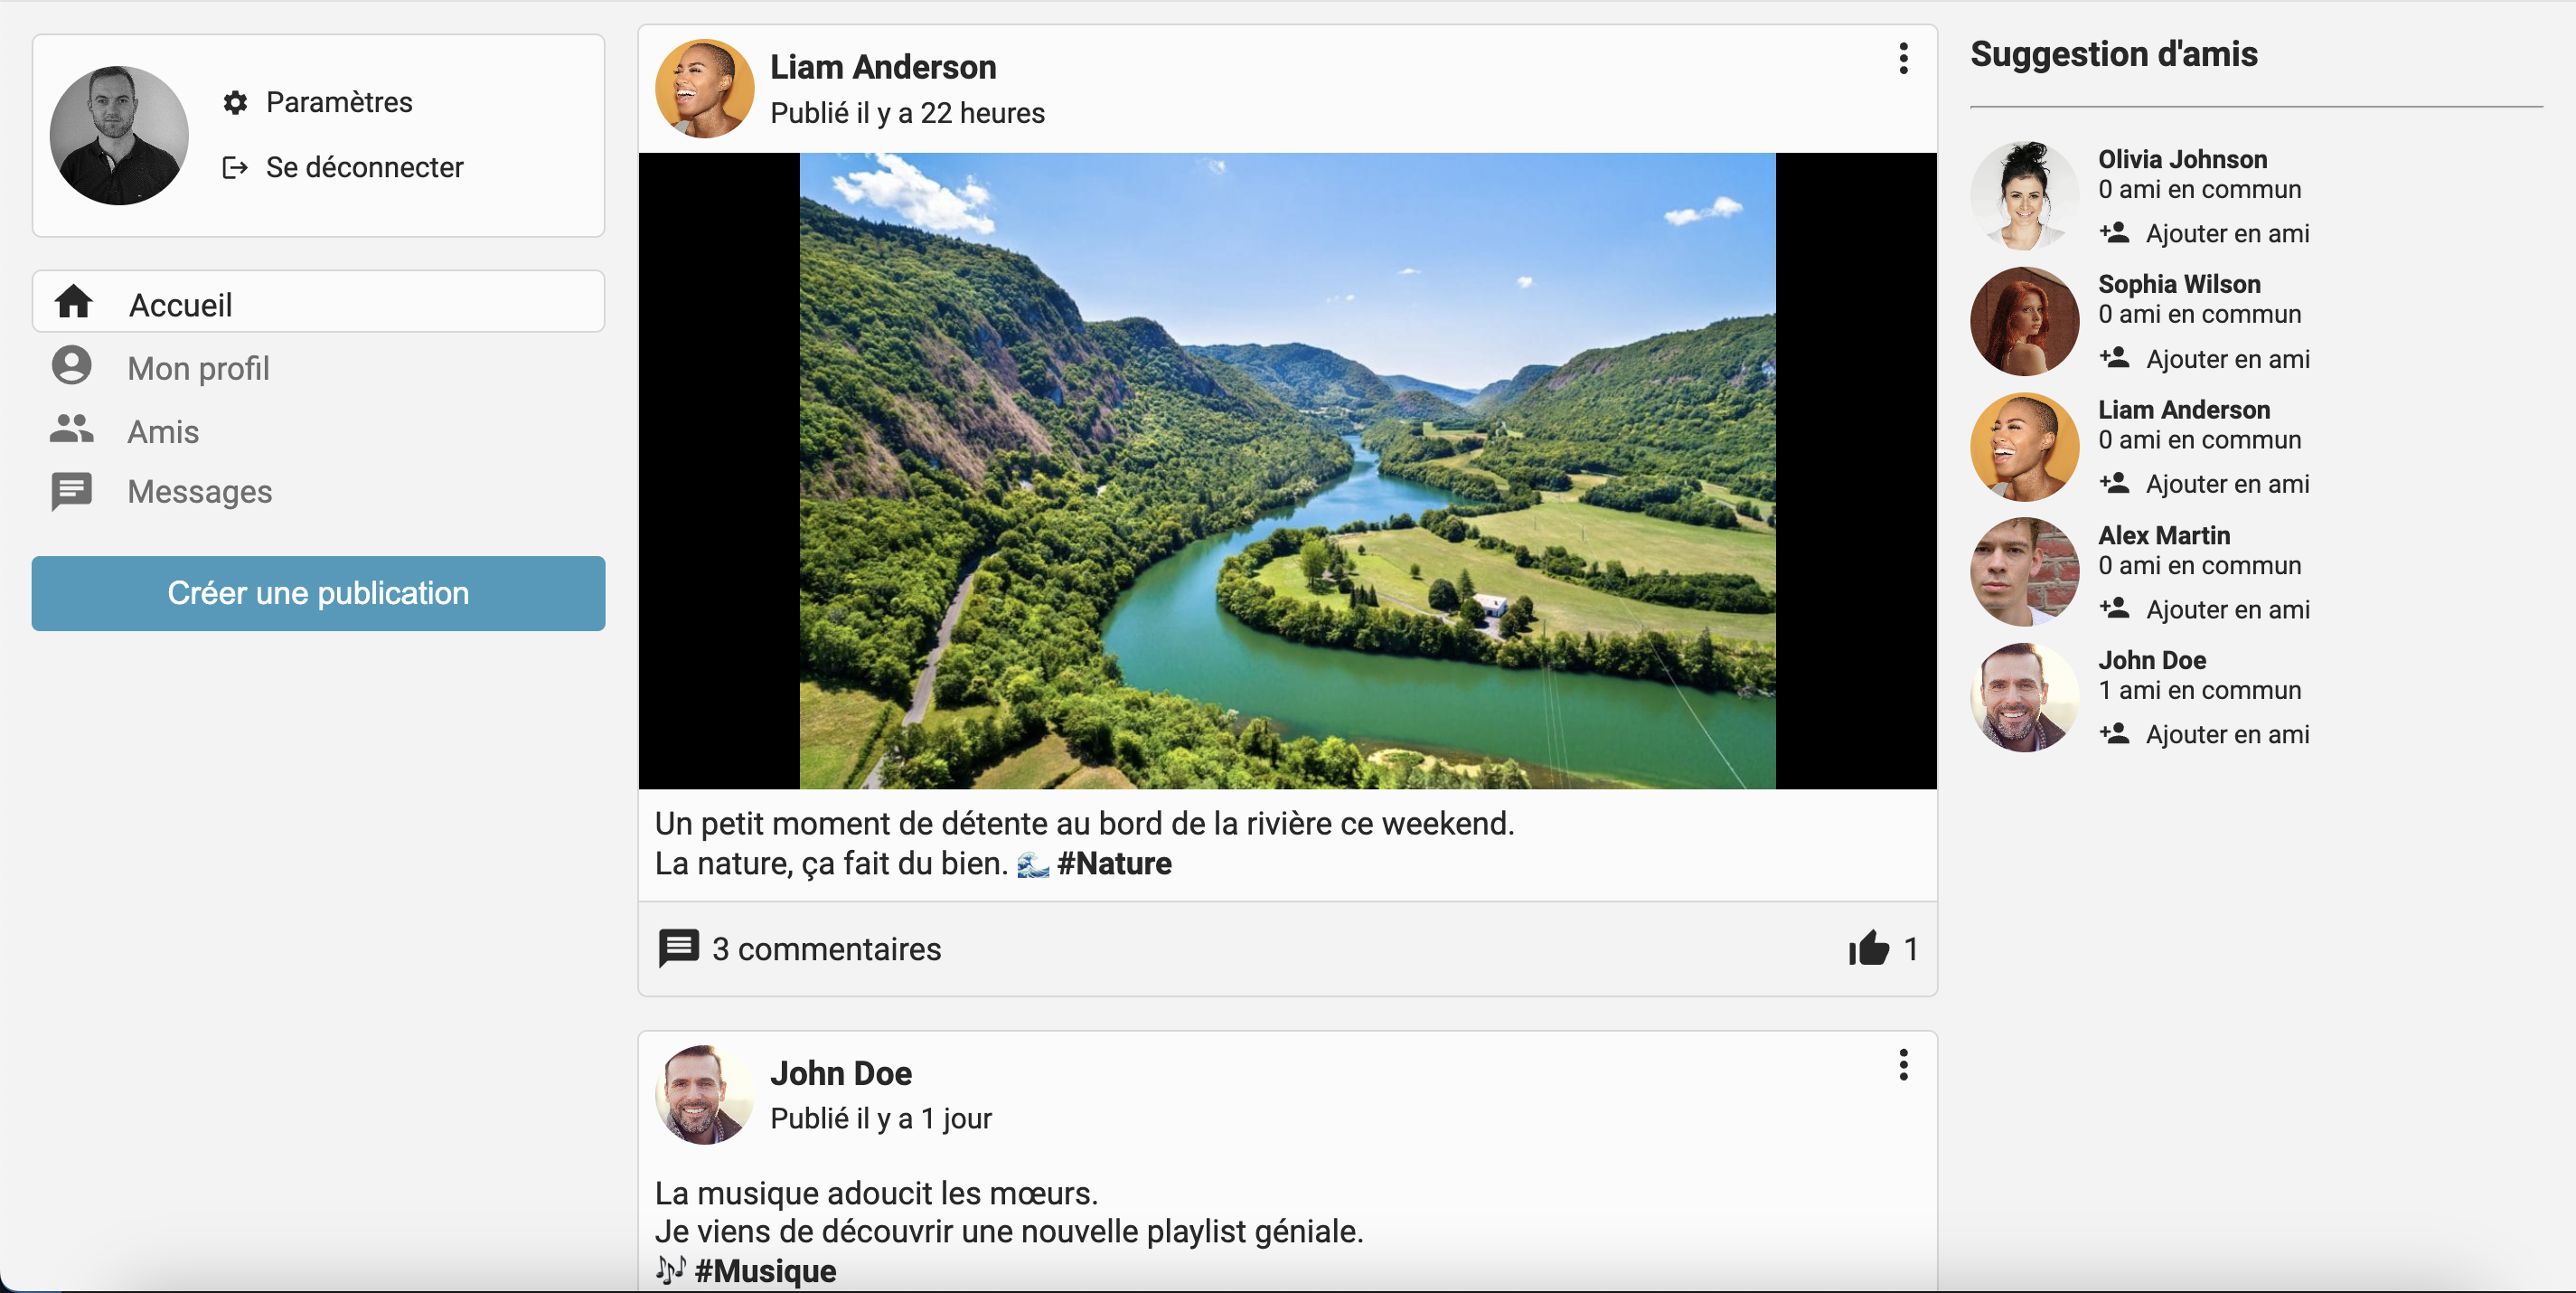 Paramètres
Se déconnecter
Accueil
Mon profil
Amis
Messages
Créer une publication
Liam Anderson
Publié il y a 22 heures
Un petit moment de détente au bord de la rivière ce weekend.
La nature, ça fait du bien. 🌊 #Nature
3 commentaires
1
John Doe
Publié il y a 1 jour
La musique adoucit les mœurs.
Je viens de découvrir une nouvelle playlist géniale.
🎶 #Musique
Suggestion d'amis
Olivia Johnson
0 ami en commun
Ajouter en ami
Sophia Wilson
0 ami en commun
Ajouter en ami
Liam Anderson
0 ami en commun
Ajouter en ami
Alex Martin
0 ami en commun
Ajouter en ami
John Doe
1 ami en commun
Ajouter en ami